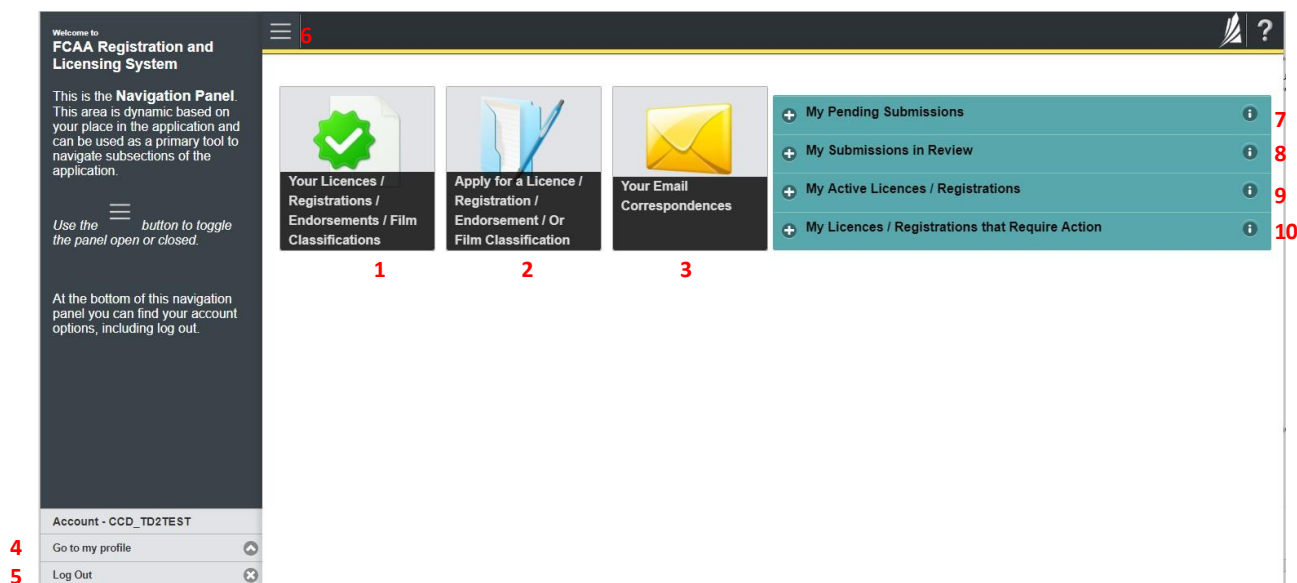 Welcome to
FCAA Registration and
Licensing System
This is the Navigation Panel.
This area is dynamic based on
your place in the application and
can be used as a primary tool to
navigate subsections of the
application.
Use the button to toggle
the panel open or closed.
At the bottom of this navigation
panel you can find your account
options, including log out.
Account - CCD_TD2TEST
4 Go to my profile
5 Log Out
6
?
Your Licences /
Registrations /
Endorsements / Film
Classifications
1
Apply for a Licence /
Registration /
Endorsement / Or
Film Classification
2
Your Email
Correspondences
3
My Pending Submissions 7
My Submissions in Review 8
My Active Licences / Registrations 9
My Licences / Registrations that Require Action 10